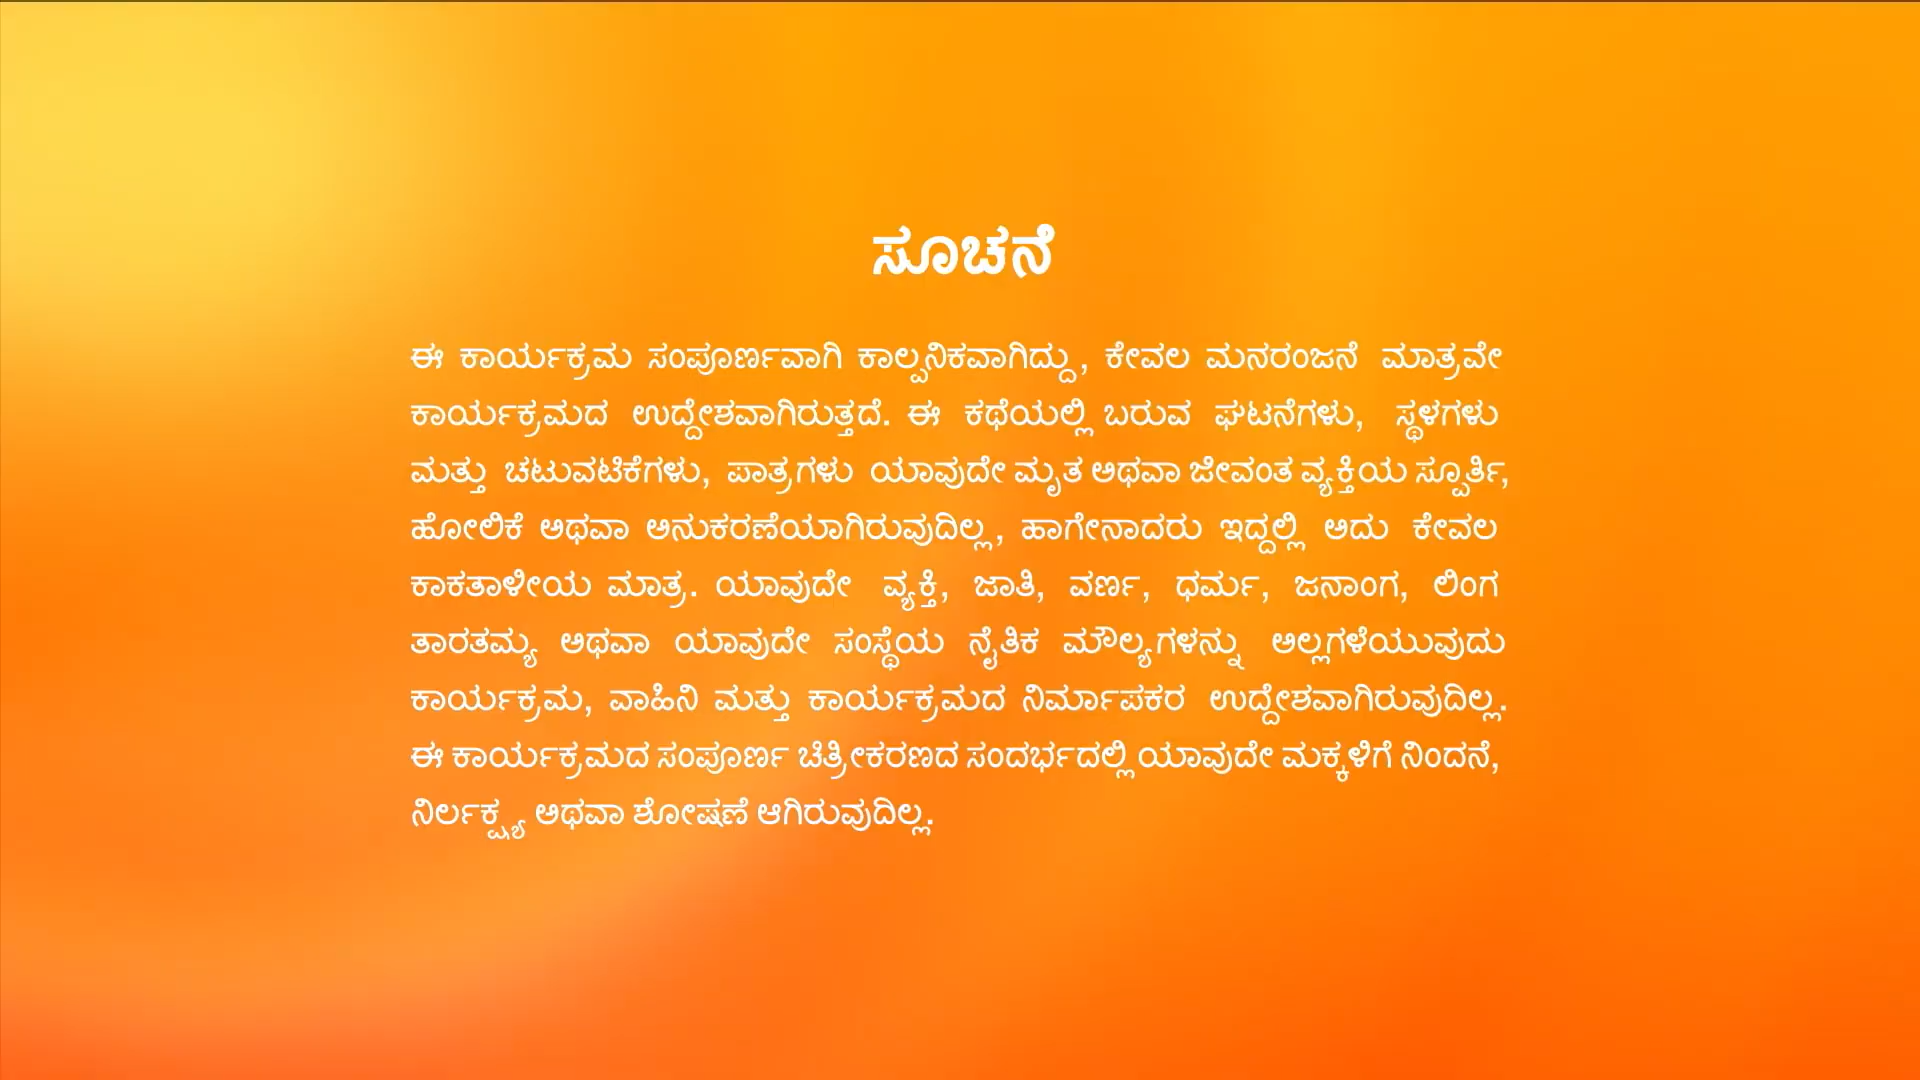 ಸೂಚನೆ
ಈ ಕಾರ್ಯಕ್ರಮ ಸಂಪೂರ್ಣವಾಗಿ ಕಾಲ್ಪನಿಕವಾಗಿದ್ದು, ಕೇವಲ ಮನರಂಜನೆ ಮಾತ್ರವೇ
ಕಾರ್ಯಕ್ರಮದ ಉದ್ದೇಶವಾಗಿರುತ್ತದೆ. ಈ ಕಥೆಯಲ್ಲಿ ಬರುವ ಘಟನೆಗಳು, ಸ್ಥಳಗಳು
ಮತ್ತು ಚಟುವಟಿಕೆಗಳು, ಪಾತ್ರಗಳು ಯಾವುದೇ ಮೃತ ಅಥವಾ ಜೀವಂತ ವ್ಯಕ್ತಿಯ ಸ್ಪೂರ್ತಿ,
ಹೋಲಿಕೆ ಅಥವಾ ಅನುಕರಣೆಯಾಗಿರುವುದಿಲ್ಲ, ಹಾಗೇನಾದರು ಇದ್ದಲ್ಲಿ ಅದು ಕೇವಲ
ಕಾಕತಾಳೀಯ ಮಾತ್ರ. ಯಾವುದೇ ವ್ಯಕ್ತಿ, ಜಾತಿ, ವರ್ಣ, ಧರ್ಮ, ಜನಾಂಗ, ಲಿಂಗ
ತಾರತಮ್ಯ ಅಥವಾ ಯಾವುದೇ ಸಂಸ್ಥೆಯ ನೈತಿಕ ಮೌಲ್ಯಗಳನ್ನು ಅಲ್ಲಗಳೆಯುವುದು
ಕಾರ್ಯಕ್ರಮ, ವಾಹಿನಿ ಮತ್ತು ಕಾರ್ಯಕ್ರಮದ ನಿರ್ಮಾಪಕರ ಉದ್ದೇಶವಾಗಿರುವುದಿಲ್ಲ.
ಈ ಕಾರ್ಯಕ್ರಮದ ಸಂಪೂರ್ಣ ಚಿತ್ರೀಕರಣದ ಸಂದರ್ಭದಲ್ಲಿ ಯಾವುದೇ ಮಕ್ಕಳಿಗೆ ನಿಂದನೆ,
ನಿರ್ಲಕ್ಷ್ಯ ಅಥವಾ ಶೋಷಣೆ ಆಗಿರುವುದಿಲ್ಲ.